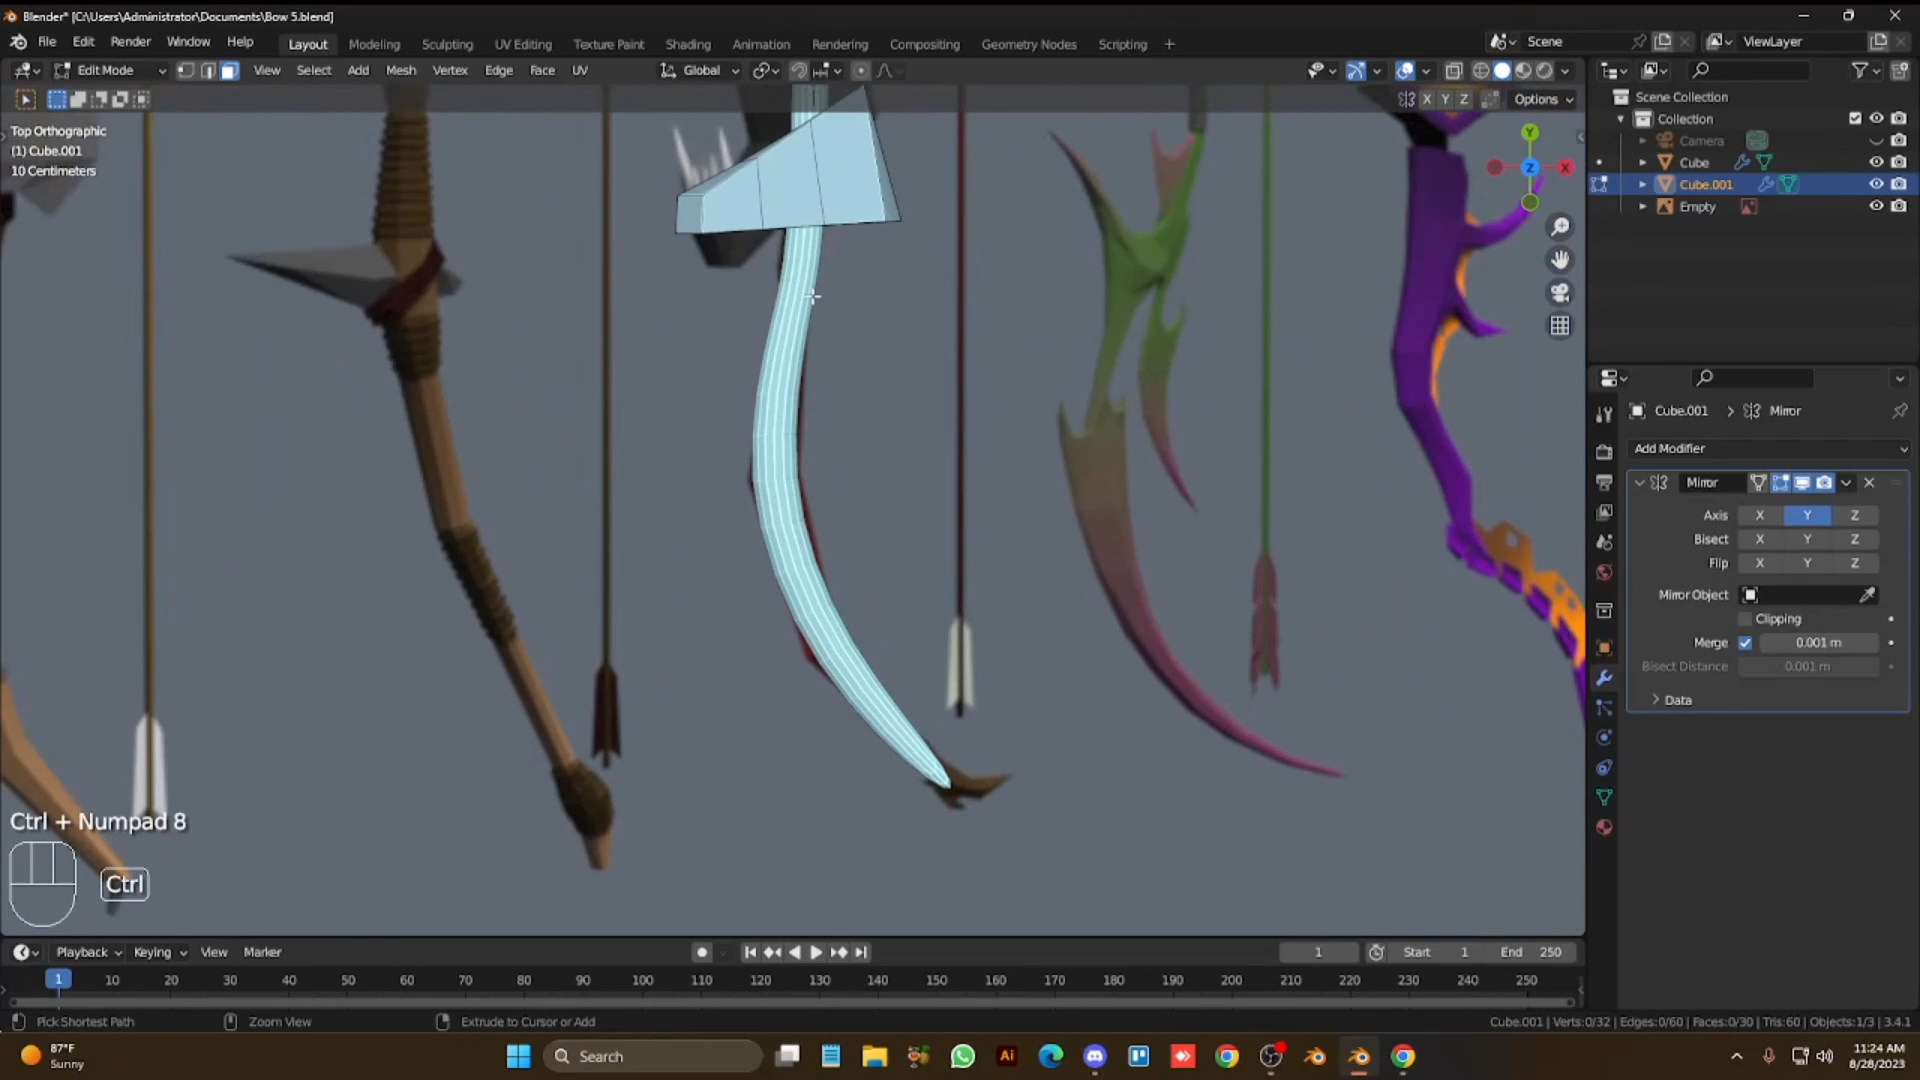 Blender* [C:\Users\Administrator\Documents\Bow 5.blend]
File Edit Render Window Help Layout Modeling Sculpting UV Editing Texture Paint Shading Animation Rendering Compositing Geometry Nodes Scripting + Scene ViewLayer
Edit Mode View Select Add Mesh Vertex Edge Face UV Global
X Y Z Options
Top Orthographic
(1) Cube.001
10 Centimeters
Y
Z X
Scene Collection
Collection
Camera
Cube
Cube.001
Empty
Cube.001 > Mirror
Add Modifier
Mirror
Axis X Y Z
Bisect X Y Z
Flip X Y Z
Mirror Object
Clipping
Merge 0.001 m
Bisect Distance 0.001 m
Data
Ctrl + Numpad 8
Ctrl
Playback Keying View Marker 1 Start 1 End 250
1 10 20 30 40 50 60 70 80 90 100 110 120 130 140 150 160 170 180 190 200 210 220 230 240 250
Pick Shortest Path Zoom View Extrude to Cursor or Add Cube.001 | Verts:0/32 | Edges:0/60 | Faces:0/30 | Tris:60 | Objects:1/3 | 3.4.1
87°F
Sunny
Search
Ai
11:24 AM
8/28/2023